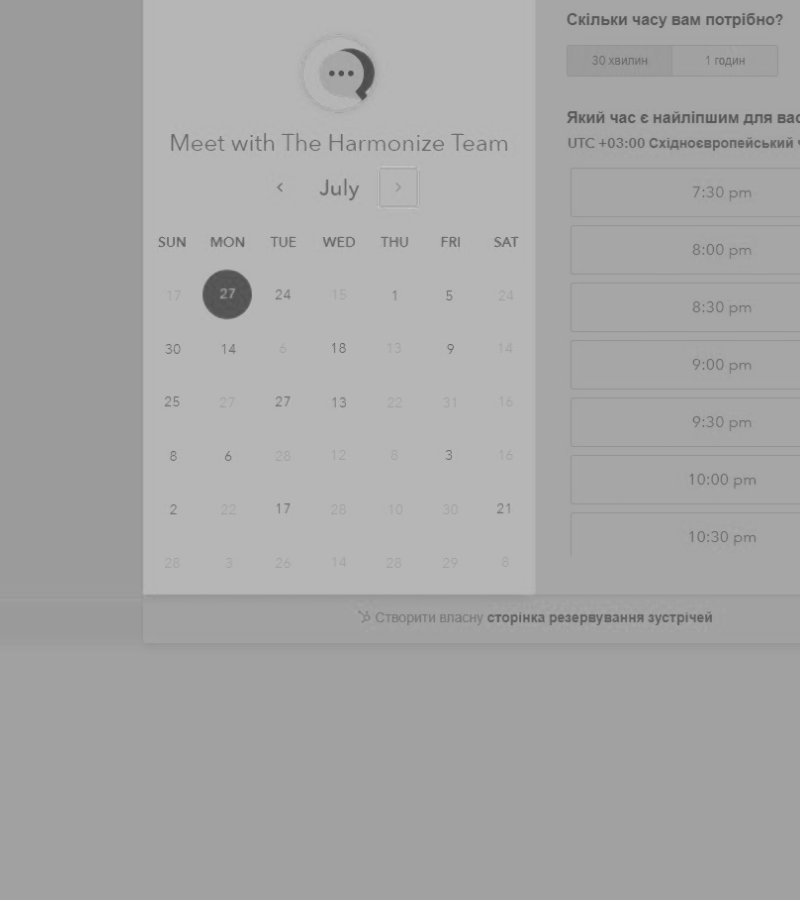 Meet with The Harmonize Team
July
SUN MON TUE WED THU FRI SAT
17 27 24 15 1 5 24
30 14 6 18 13 9 14
25 27 27 13 22 31 16
8 6 28 12 8 3 16
2 22 17 28 10 30 21
28 3 26 14 28 29 8
Скільки часу вам потрібно?
30 хвилин 1 годин
Який час є найліпшим для вас
UTC +03:00 Східноєвропейський
7:30 pm
8:00 pm
8:30 pm
9:00 pm
9:30 pm
10:00 pm
10:30 pm
Створити власну сторінка резервування зустрічей